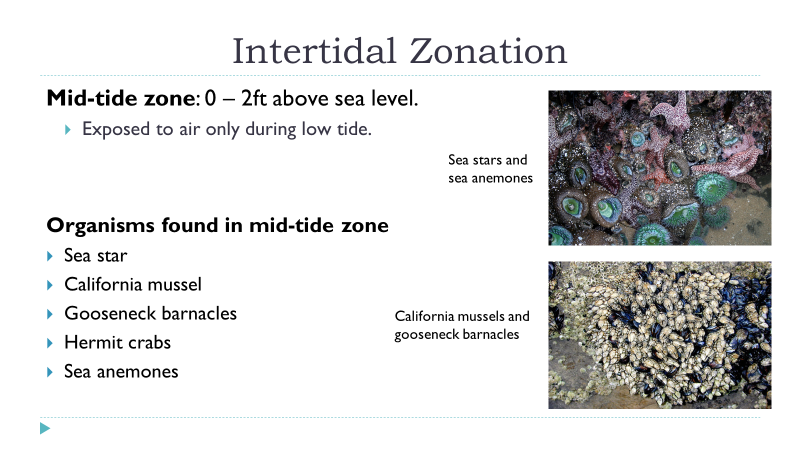 Intertidal Zonation
Mid-tide zone: 0 – 2ft above sea level.
Exposed to air only during low tide.
Sea stars and
sea anemones
Organisms found in mid-tide zone
Sea star
California mussel
Gooseneck barnacles
Hermit crabs
Sea anemones
California mussels and
gooseneck barnacles